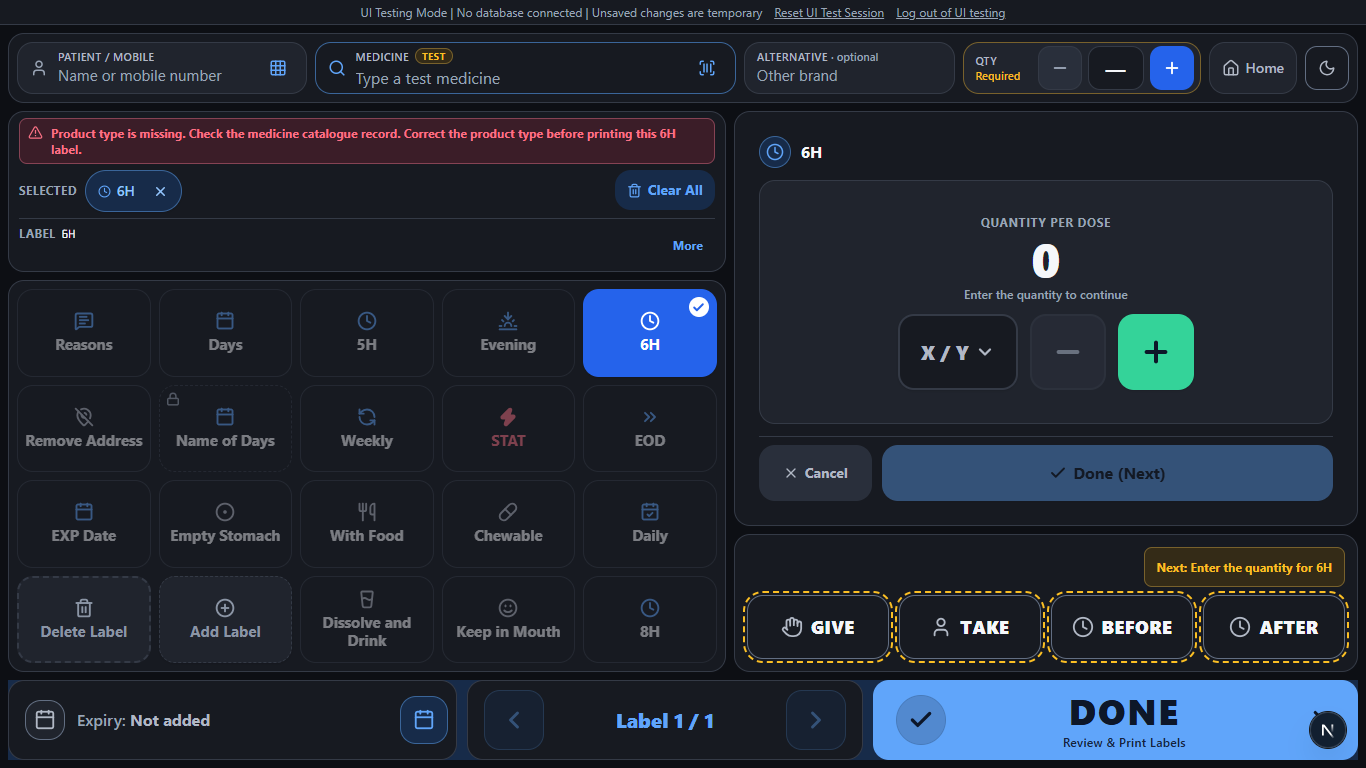 UI Testing Mode | No database connected | Unsaved changes are temporary Reset UI Test Session Log out of UI testing
PATIENT / MOBILE
Name or mobile number
MEDICINE TEST
Type a test medicine
ALTERNATIVE · optional
Other brand
QTY
Required
—
Home
Product type is missing. Check the medicine catalogue record. Correct the product type before printing this 6H
label.
SELECTED 6H Clear All
LABEL 6H
More
Reasons Days 5H Evening 6H
Remove Address Name of Days Weekly STAT EOD
EXP Date Empty Stomach With Food Chewable Daily
Delete Label Add Label Dissolve and
Drink Keep in Mouth 8H
6H
QUANTITY PER DOSE
0
Enter the quantity to continue
X / Y
Cancel Done (Next)
Next: Enter the quantity for 6H
GIVE TAKE BEFORE AFTER
Expiry: Not added
Label 1 / 1
DONE
Review & Print Labels
N